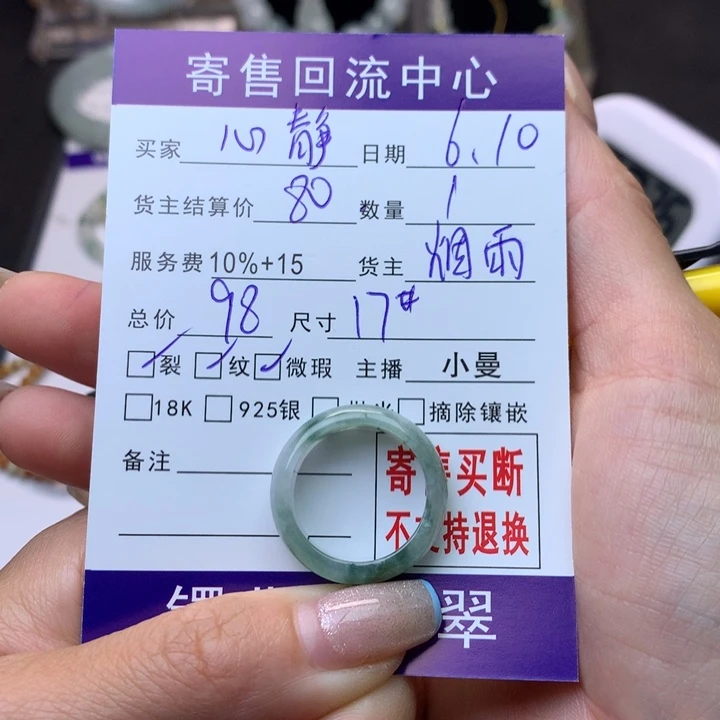 寄售回流中心
买家 心静 日期 6.10
货主结算价 80 数量 1
服务费 10%+15 货主 烟雨
总价 98 尺寸 17#
裂 纹 微瑕 主播 小曼
18K 925银 摘除镶嵌
备注 寄售买断
不支持退换
翠